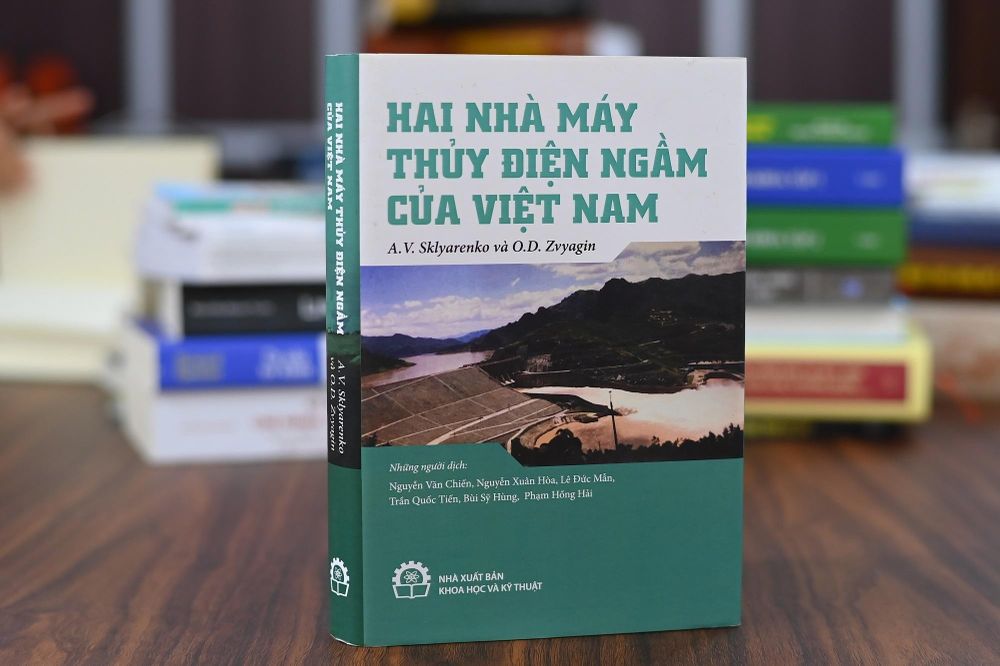 HAI NHÀ MÁY
THỦY ĐIỆN NGẦM
CỦA VIỆT NAM
A.V. Sklyarenko và O.D. Zvyagin
Những người dịch:
Nguyễn Văn Chiến, Nguyễn Xuân Hòa, Lê Đức Mẫn,
Trần Quốc Tiến, Bùi Sỹ Hùng, Phạm Hồng Hải
NHÀ XUẤT BẢN
KHOA HỌC VÀ KỸ THUẬT
HAI NHÀ MÁY THỦY ĐIỆN NGẦM
CỦA VIỆT NAM
A.V. Sklyarenko
và O.D. Zvyagin